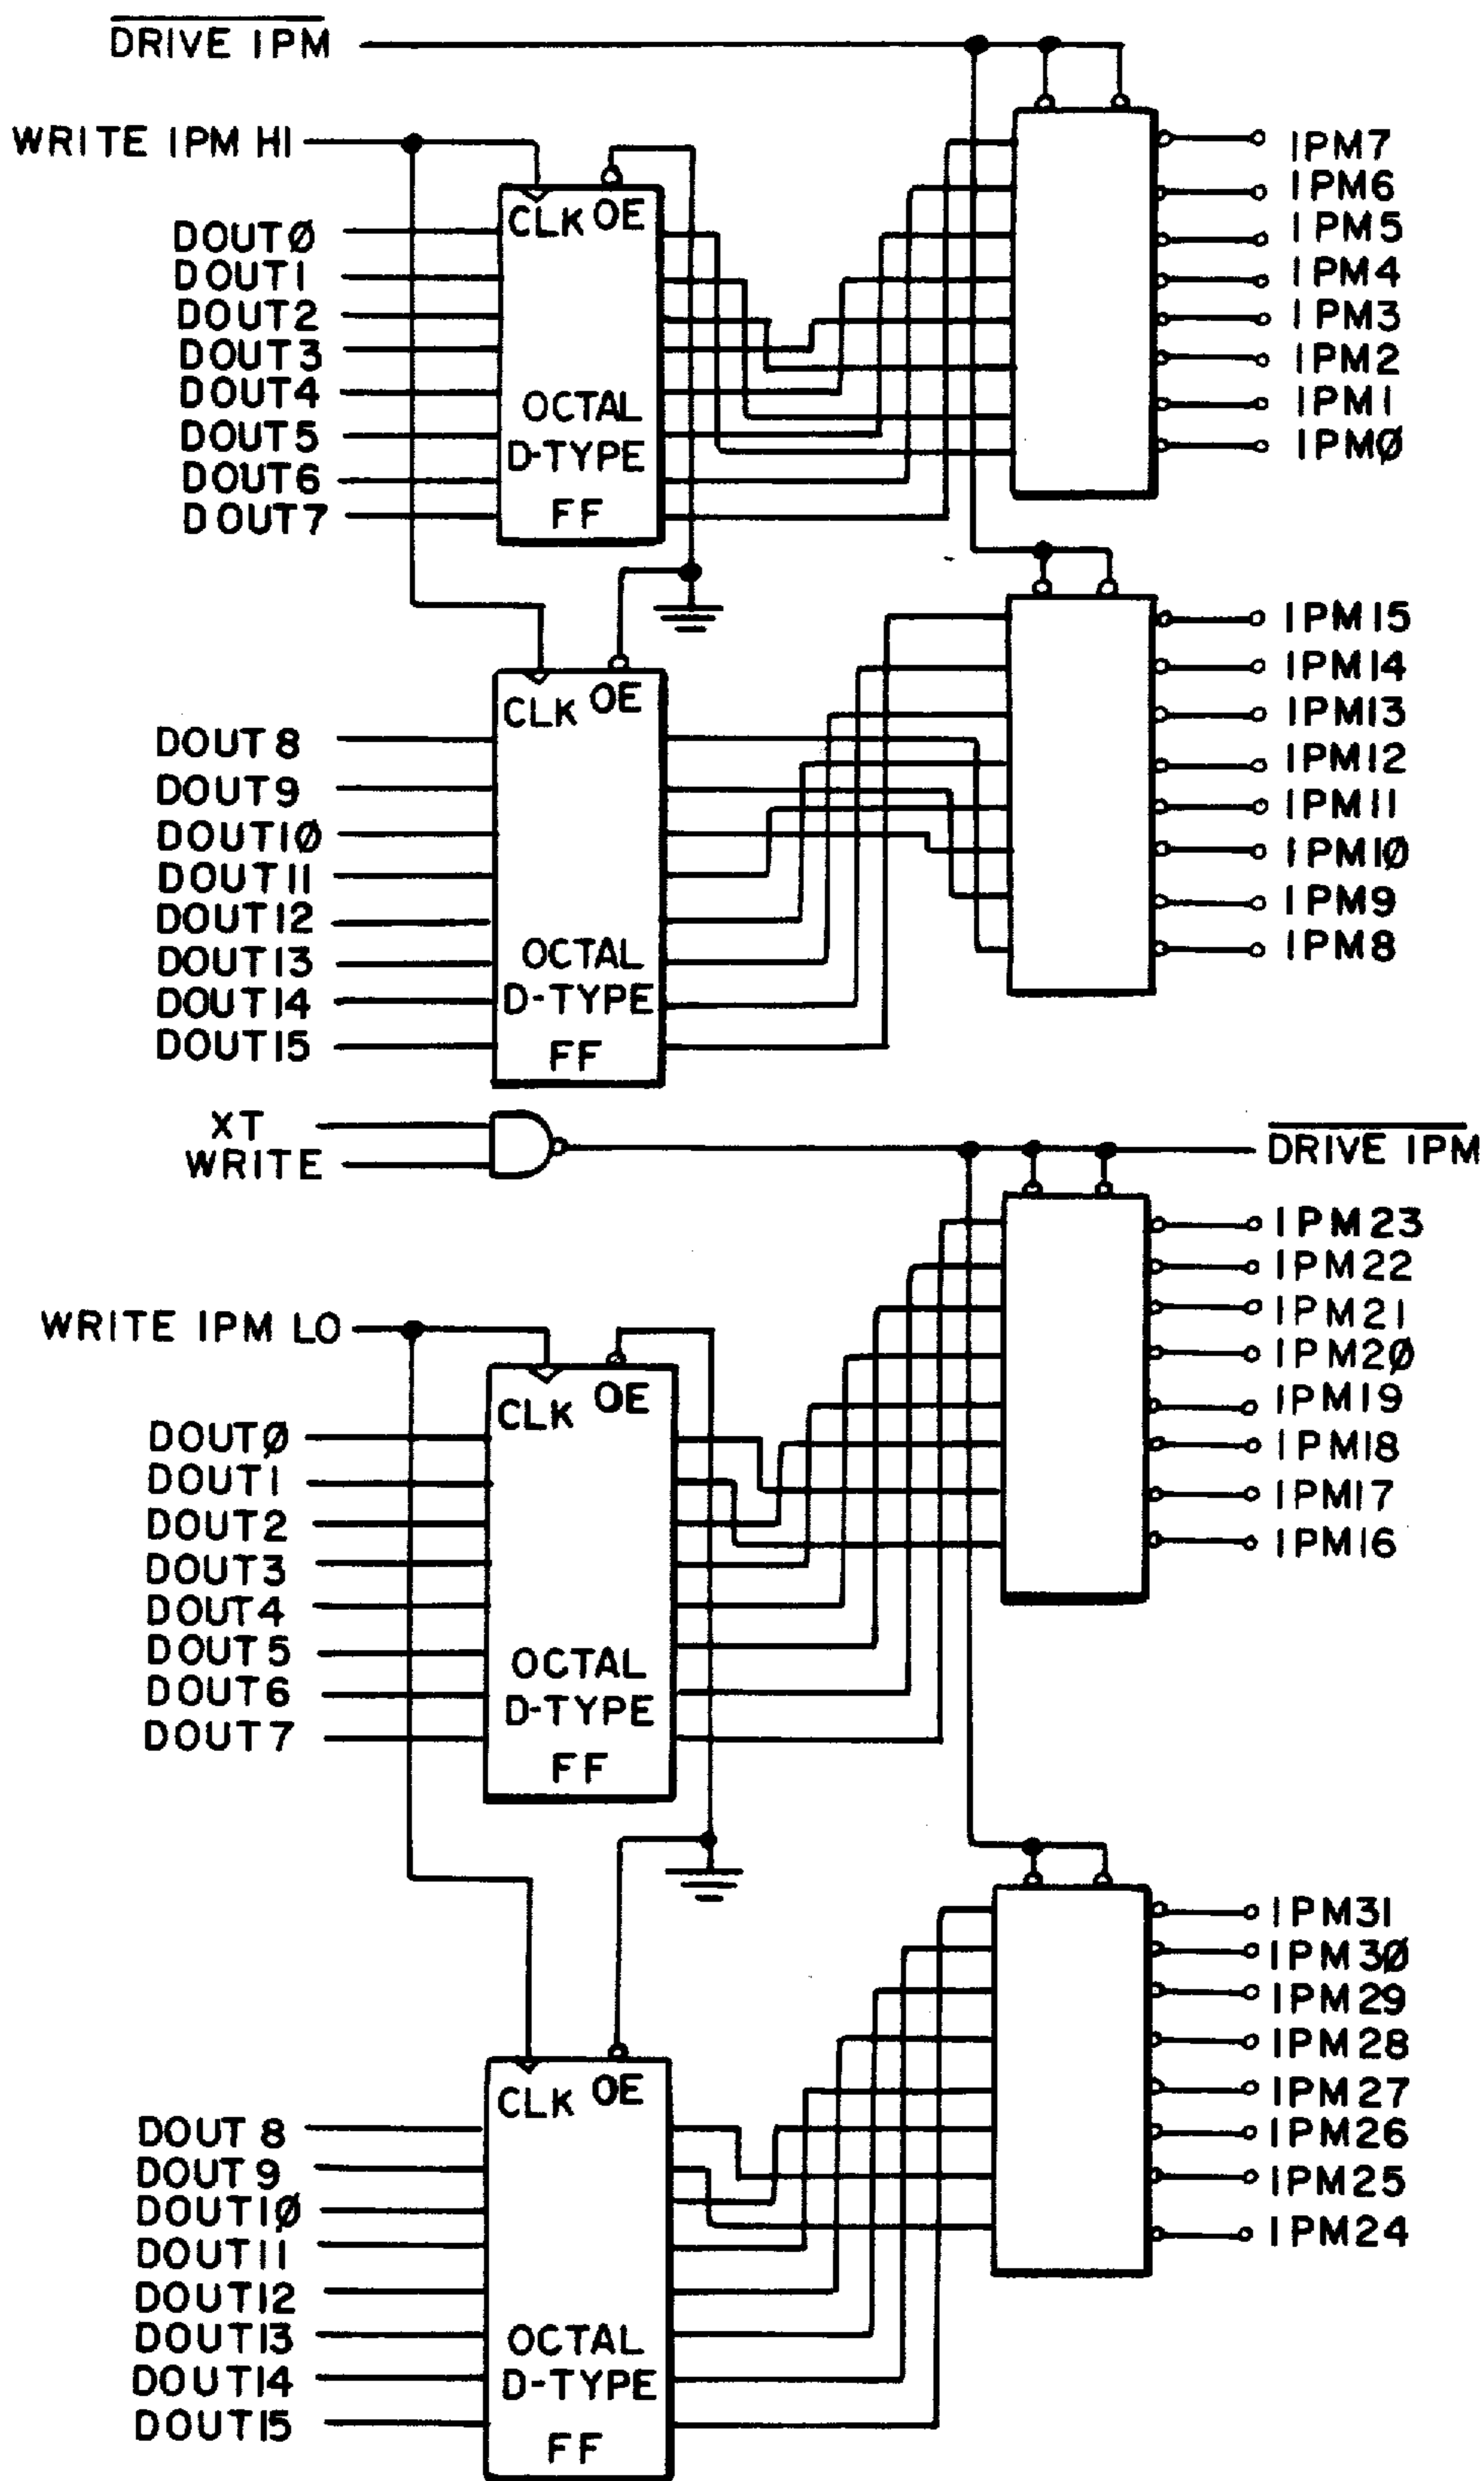 DRIVE IPM
WRITE IPM HI
CLK OE
DOUTØ
DOUT1
DOUT2
DOUT3
DOUT4
DOUT5
DOUT6
DOUT7
OCTAL
D-TYPE
FF
IPM7
IPM6
IPM5
IPM4
IPM3
IPM2
IPM1
IPMØ
CLK OE
DOUT8
DOUT9
DOUT1Ø
DOUT11
DOUT12
DOUT13
DOUT14
DOUT15
OCTAL
D-TYPE
FF
IPM15
IPM14
IPM13
IPM12
IPM11
IPM1Ø
IPM9
IPM8
XT
WRITE
DRIVE IPM
WRITE IPM LO
CLK OE
DOUTØ
DOUT1
DOUT2
DOUT3
DOUT4
DOUT5
DOUT6
DOUT7
OCTAL
D-TYPE
FF
IPM23
IPM22
IPM21
IPM2Ø
IPM19
IPM18
IPM17
IPM16
CLK OE
DOUT8
DOUT9
DOUT1Ø
DOUT11
DOUT12
DOUT13
DOUT14
DOUT15
OCTAL
D-TYPE
FF
IPM31
IPM3Ø
IPM29
IPM28
IPM27
IPM26
IPM25
IPM24